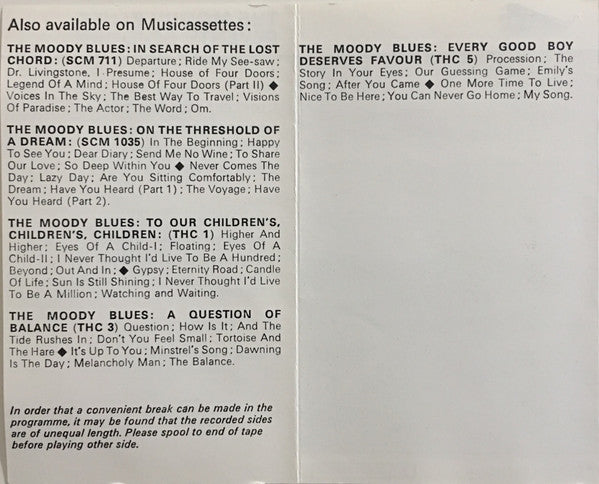 Also available on Musicassettes:
THE MOODY BLUES: IN SEARCH OF THE LOST
CHORD: (SCM 711) Departure; Ride My See-saw;
Dr. Livingstone, I Presume; House of Four Doors;
Legend Of A Mind; House Of Four Doors (Part II) ◆
Voices In The Sky; The Best Way To Travel; Visions
Of Paradise; The Actor; The Word; Om.
THE MOODY BLUES: ON THE THRESHOLD OF
A DREAM: (SCM 1035) In The Beginning; Happy
To See You; Dear Diary; Send Me No Wine; To Share
Our Love; So Deep Within You ◆ Never Comes The
Day; Lazy Day; Are You Sitting Comfortably; The
Dream; Have You Heard (Part 1); The Voyage; Have
You Heard (Part 2).
THE MOODY BLUES: TO OUR CHILDREN'S,
CHILDREN'S, CHILDREN: (THC 1) Higher And
Higher; Eyes Of A Child-I; Floating; Eyes Of A
Child-II; I Never Thought I'd Live To Be A Hundred;
Beyond; Out And In; ◆ Gypsy; Eternity Road; Candle
Of Life; Sun Is Still Shining; I Never Thought I'd Live
To Be A Million; Watching and Waiting.
THE MOODY BLUES: A QUESTION OF
BALANCE (THC 3) Question; How Is It; And The
Tide Rushes In; Don't You Feel Small; Tortoise And
The Hare ◆ It's Up To You; Minstrel's Song; Dawning
Is The Day; Melancholy Man; The Balance.
In order that a convenient break can be made in the
programme, it may be found that the recorded sides
are of unequal length. Please spool to end of tape
before playing other side.
THE MOODY BLUES: EVERY GOOD BOY
DESERVES FAVOUR (THC 5) Procession; The
Story In Your Eyes; Our Guessing Game; Emily's
Song; After You Came ◆ One More Time To Live;
Nice To Be Here; You Can Never Go Home; My Song.